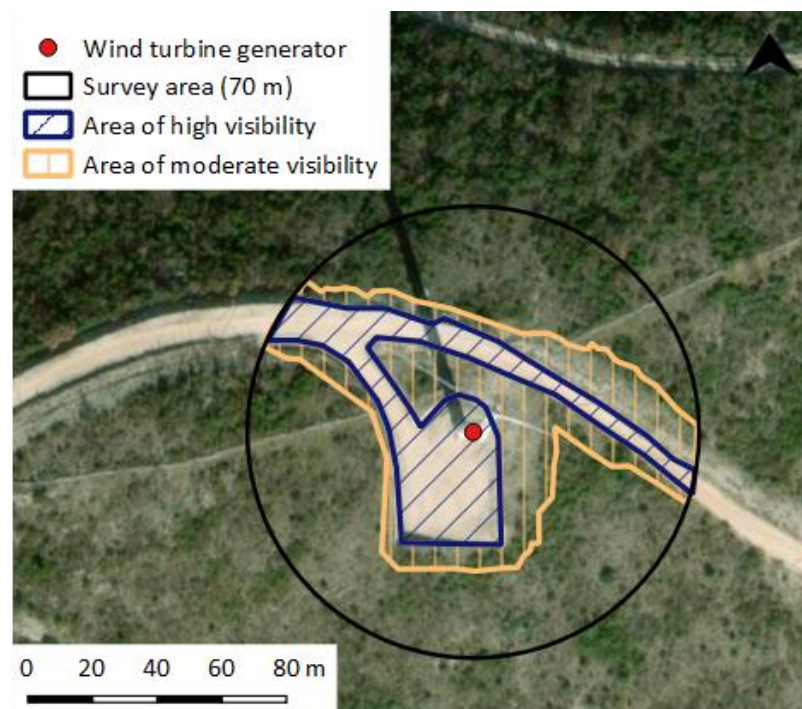 Wind turbine generator
Survey area (70 m)
Area of high visibility
Area of moderate visibility
0 20 40 60 80 m